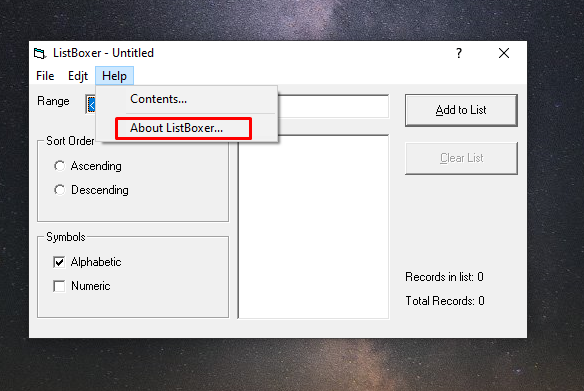 ListBoxer - Untitled
File Edjt Help
Range
Contents...
Add to List
About ListBoxer...
Sort Order
Ascending
Clear List
Descending
Symbols
Alphabetic
Records in list: 0
Numeric
Total Records: 0